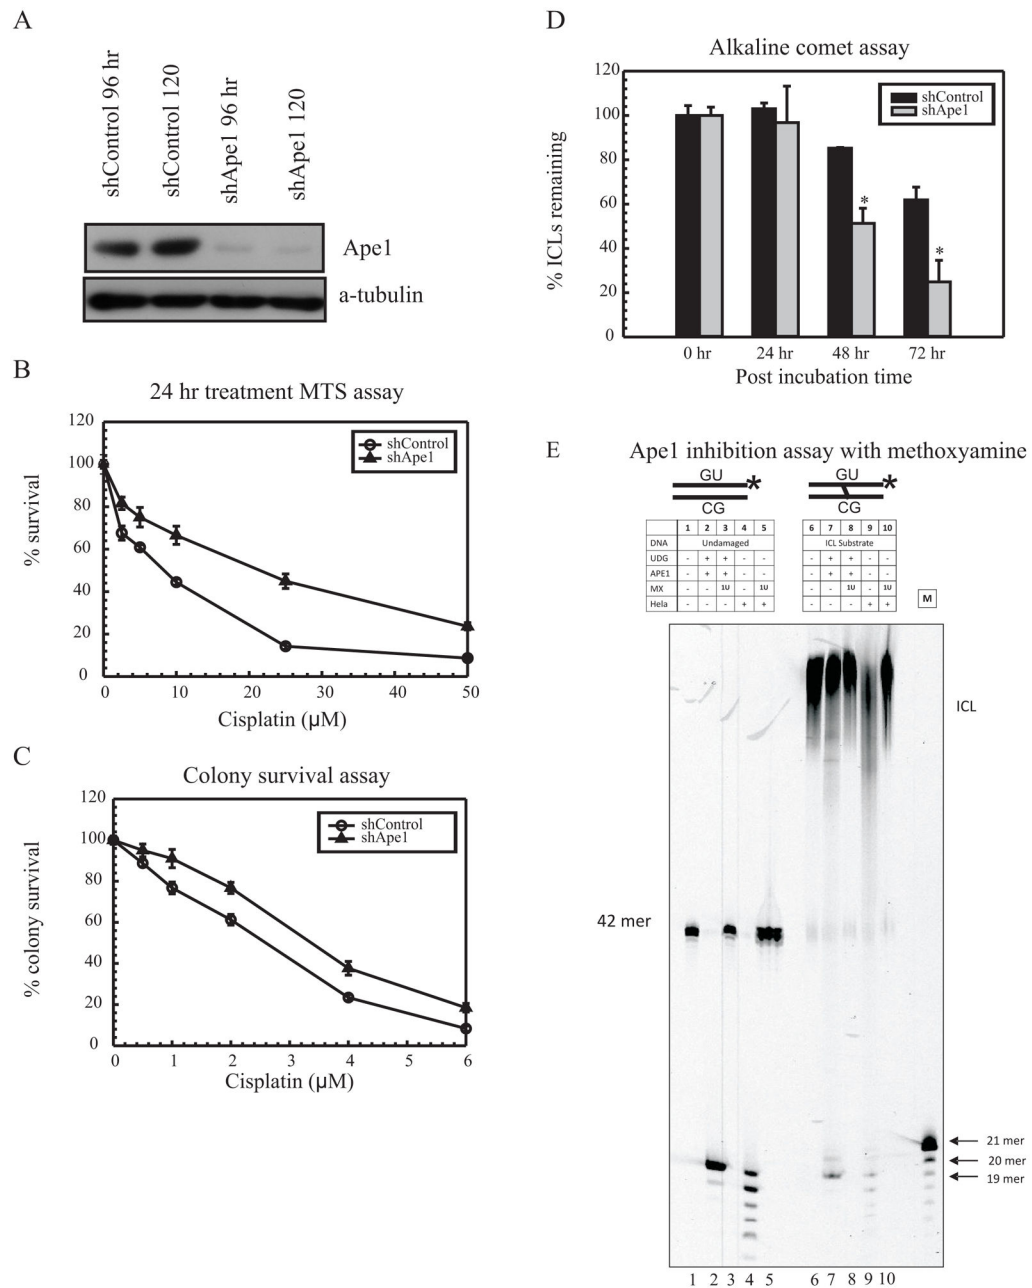 A
shControl 96 hr
shControl 120
shApe1 96 hr
shApe1 120
Ape1
a-tubulin
B
24 hr treatment MTS assay
120
100
80
60
40
20
0
% survival
shControl
shApe1
0 10 20 30 40 50
Cisplatin (μM)
C
Colony survival assay
120
100
80
60
40
20
0
% colony survival
shControl
shApe1
0 1 2 3 4 5 6
Cisplatin (μM)
D
Alkaline comet assay
120
100
80
60
40
20
0
% ICLs remaining
shControl
shApe1
*
*
0 hr 24 hr 48 hr 72 hr
Post incubation time
E
Ape1 inhibition assay with methoxyamine
GU GU
* *
CG CG
1 2 3 4 5 6 7 8 9 10
DNA Undamaged ICL Substrate
UDG - + + - - - + + - -
APE1 - + + - - - + + - -
MX - - 1U - 1U - - 1U - 1U
Hela - - - + + - - - + +
M
ICL
42 mer
21 mer
20 mer
19 mer
1 2 3 4 5 6 7 8 9 10